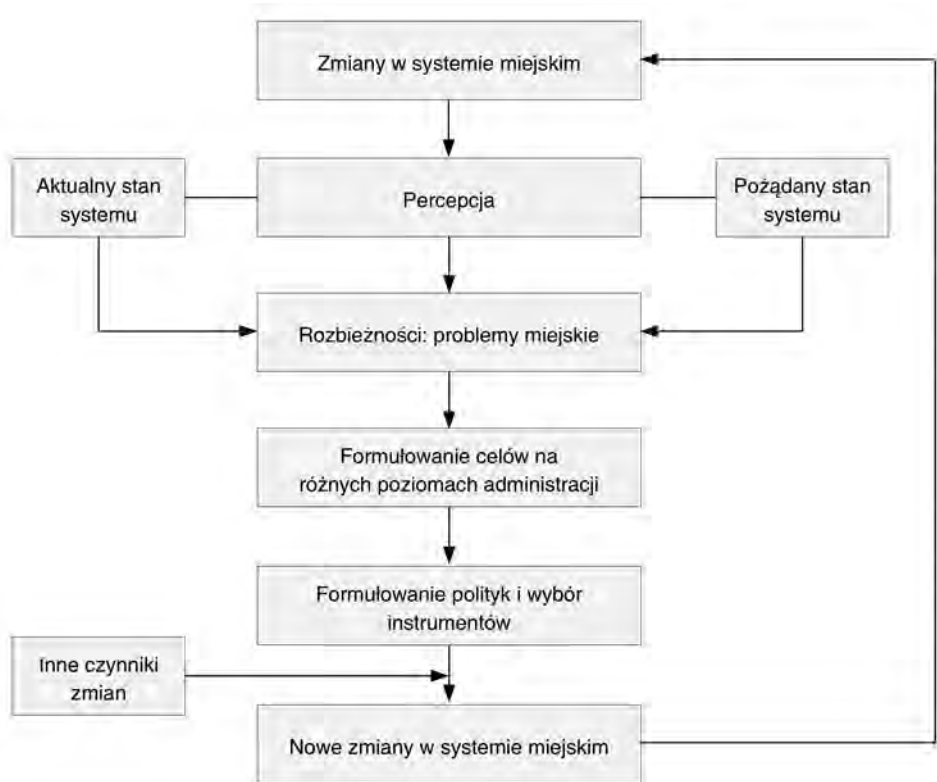 Zmiany w systemie miejskim
Aktualny stan
systemu
Percepcja
Pożądany stan
systemu
Rozbieżności: problemy miejskie
Formułowanie celów na
różnych poziomach administracji
Formułowanie polityk i wybór
instrumentów
Inne czynniki
zmian
Nowe zmiany w systemie miejskim